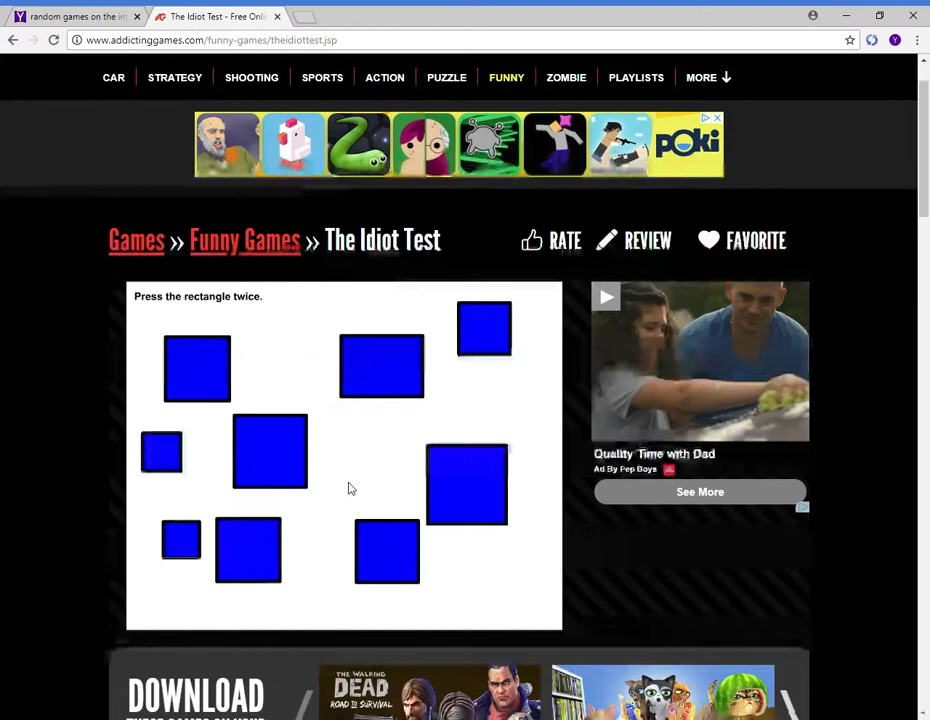 random games on the in
The Idiot Test - Free Onlin
www.addictinggames.com/funny-games/theidiottest.jsp
CAR STRATEGY SHOOTING SPORTS ACTION PUZZLE FUNNY ZOMBIE PLAYLISTS MORE
POKi
Games » Funny Games » The Idiot Test RATE REVIEW FAVORITE
Press the rectangle twice.
Quality Time with Dad
Ad By Pep Boys
See More
DOWNLOAD
THE WALKING
DEAD
ROAD TO SURVIVAL